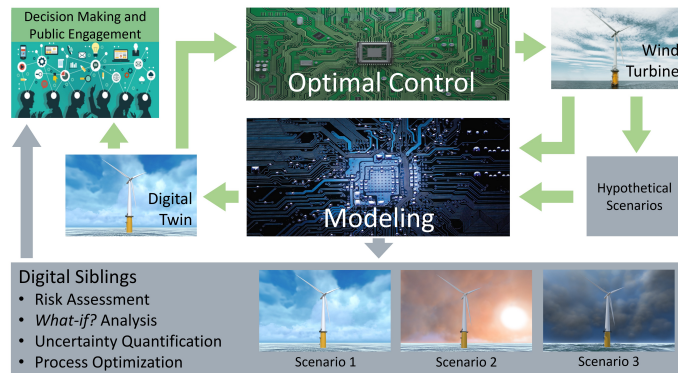 Decision Making and
Public Engagement
Optimal Control
Wind
Turbine
Digital
Twin
Modeling
Hypothetical
Scenarios
Digital Siblings
• Risk Assessment
• What-if? Analysis
• Uncertainty Quantification
• Process Optimization
Scenario 1
Scenario 2
Scenario 3